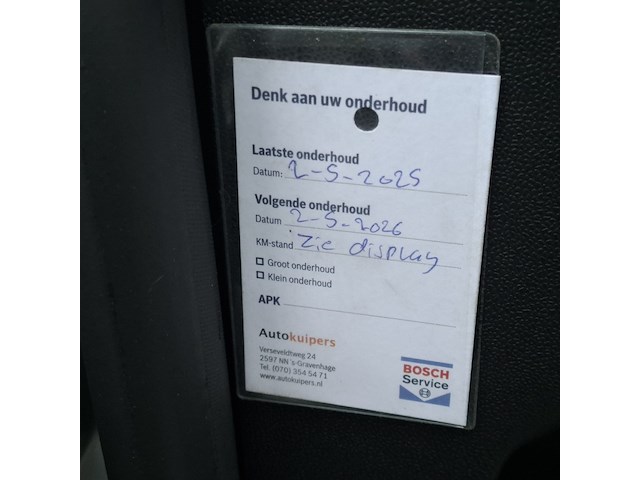 Denk aan uw onderhoud
Laatste onderhoud
Datum: 2-5-2025
Volgende onderhoud
Datum 2-5-2026
KM-stand Zie display
Groot onderhoud
Klein onderhoud
APK
Autokuipers
Verseveldtweg 24
2597 NN 's-Gravenhage
Tel. (070) 354 54 71
www.autokuipers.nl
BOSCH
Service